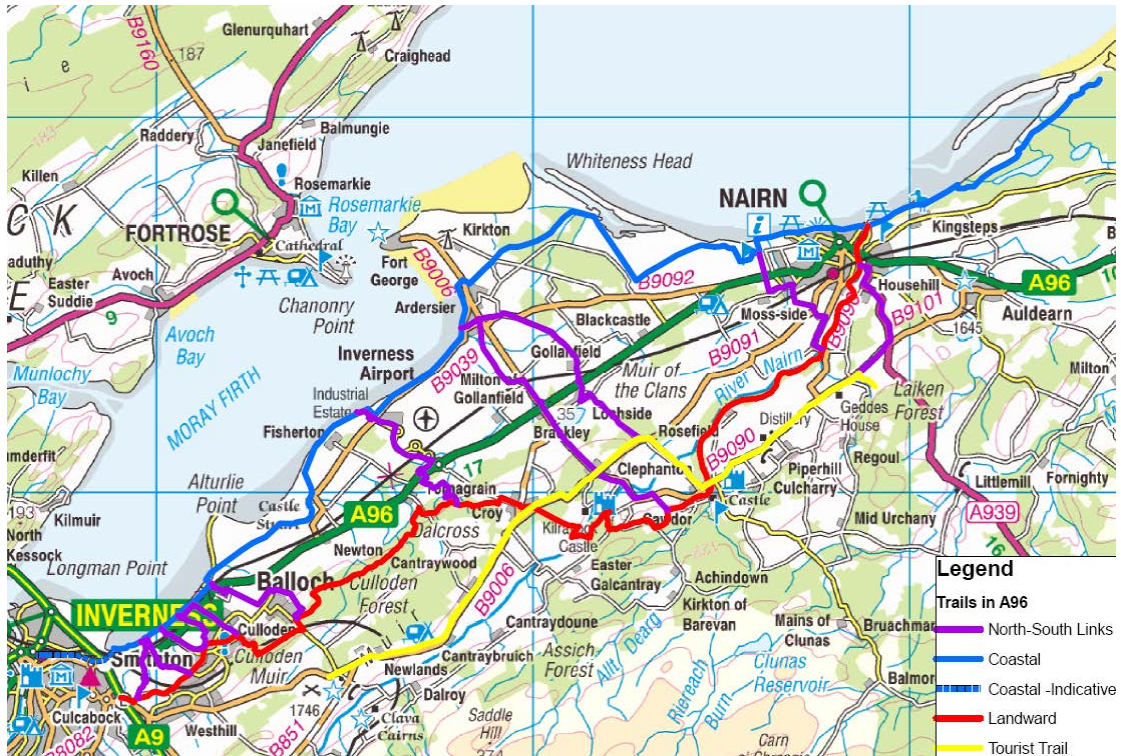 B9160
187
Glenurquhart
Craighead
i e
183
Raddery
Balmungie
Janefield
Killen
Rosemarkie
Rosemarkie
Bay
C K
FORTROSE
Cathedral
Avoch
Easter
Suddie
E
9
Avoch
Bay
Chanonry
Point
Munlochy
Bay
MORAY FIRTH
Fort
George
B9006
Kirkton
Ardersier
Whiteness Head
NAIRN
i
Kingsteps
B9092
A96
Househill
B9101
Auldearn
1645
Moss-side
B9090
B9091
River Nairn
Blackcastle
Gollanfield
Muir of
the Clans
Inverness
Airport
B9039
Milton
Gollanfield
Industrial
Estate
Fisherton
35
Lochside
Brackley
Rosefield
Distillery
Geddes
House
Laiken
Forest
Milton
Regoul
B9090
Clephanton
Piperhill
Culcharry
Castle
Cawdor
Littlemill
Fornighty
A939
16
Mid Urchany
17
Tornagrain
Croy
Dalcross
Castle
A96
Alturlie
Point
193
Kilmuir
North
Kessock
Longman Point
Newton
Cantraywood
Culloden
Forest
Balloch
INVERNESS
Culloden
Smithton
Culloden
Muir
Castle
Easter
Galcantray
Achindown
Kirkton of
Barevan
Mains of
Clunas
Clunas
Reservoir
Cantraydoune
Assich
Forest
Allt Dearg
Riereach
Burn
B9006
Cantraybruich
Newlands
Dalroy
1746
Clava
Cairns
Saddle
Hill
Culcabock
Westhill
A9
B851
B8082
Legend
Trails in A96
North-South Links
Coastal
Coastal -Indicative
Landward
Tourist Trail